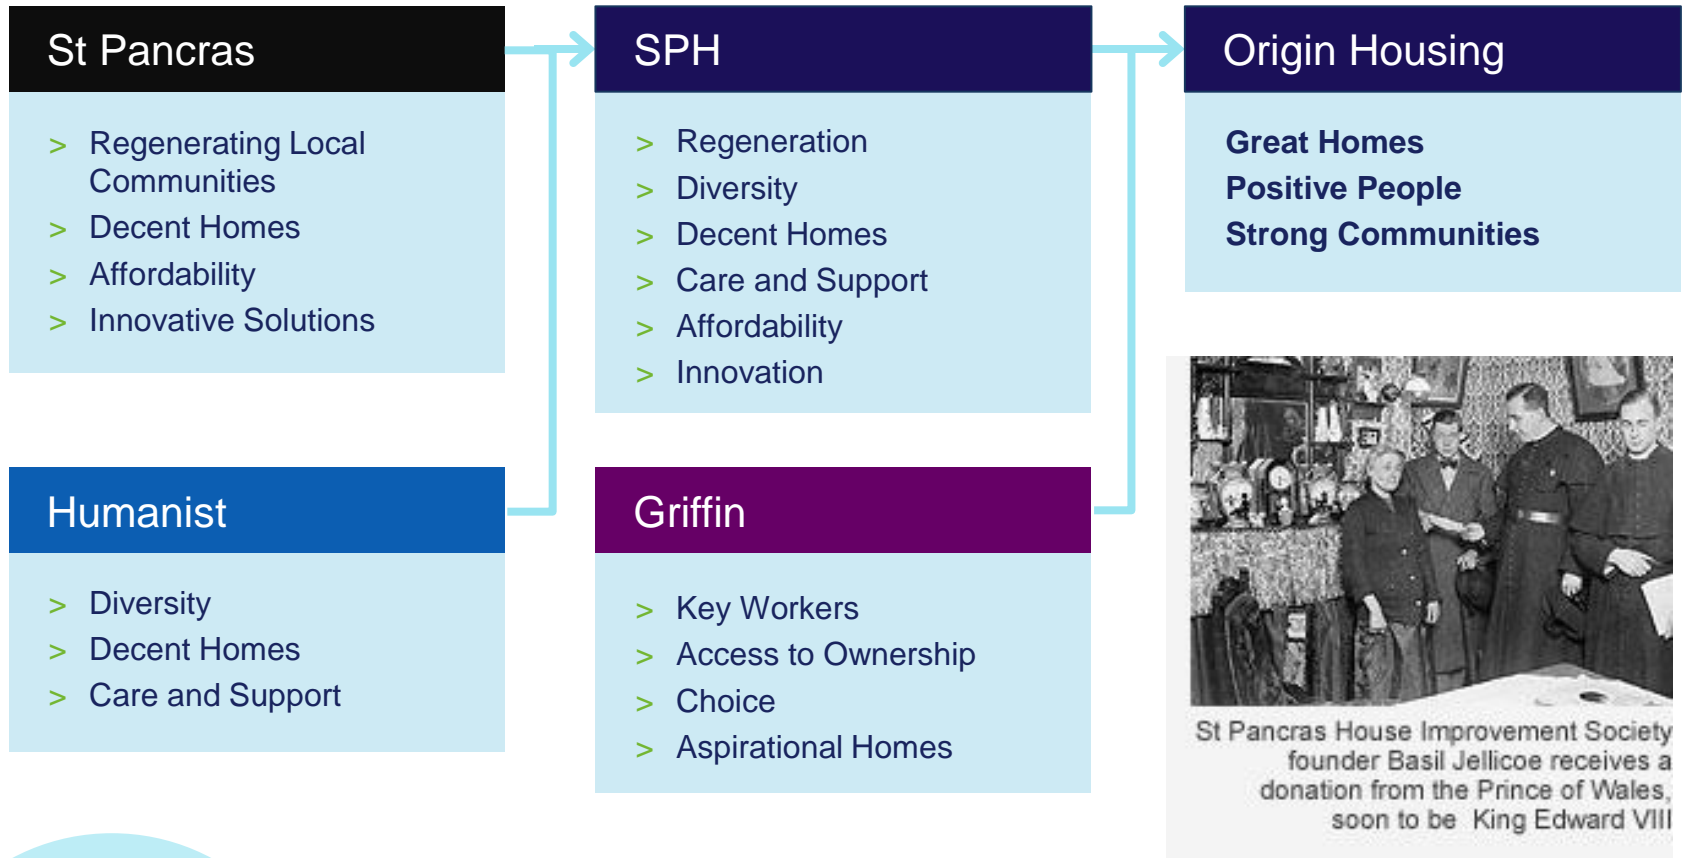 St Pancras
> Regenerating Local
Communities
> Decent Homes
> Affordability
> Innovative Solutions
Humanist
> Diversity
> Decent Homes
> Care and Support
SPH
> Regeneration
> Diversity
> Decent Homes
> Care and Support
> Affordability
> Innovation
Griffin
> Key Workers
> Access to Ownership
> Choice
> Aspirational Homes
Origin Housing
Great Homes
Positive People
Strong Communities
St Pancras House Improvement Society
founder Basil Jellicoe receives a
donation from the Prince of Wales,
soon to be King Edward VIII